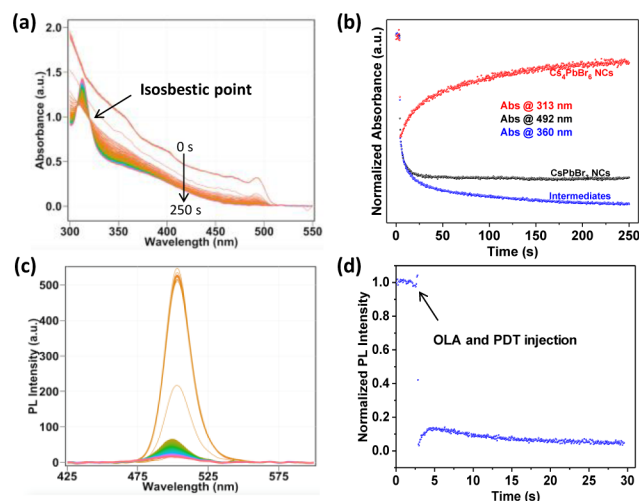 (a)
2.0
1.5
1.0
0.5
0.0
Absorbance (a.u.)
Isosbestic point
0 s
250 s
300
350
400
450
500
550
Wavelength (nm)
(b)
Normalized Absorbance (a.u.)
Cs4PbBr6 NCs
Abs @ 313 nm
Abs @ 492 nm
Abs @ 360 nm
CsPbBr3 NCs
Intermediates
0
50
100
150
200
250
Time (s)
(c)
500
400
300
200
100
0
PL Intensity (a.u.)
425
475
525
575
Wavelength (nm)
(d)
1.0
0.8
0.6
0.4
0.2
0.0
Normalized PL Intensity
OLA and PDT injection
0
5
10
15
20
25
30
Time (s)